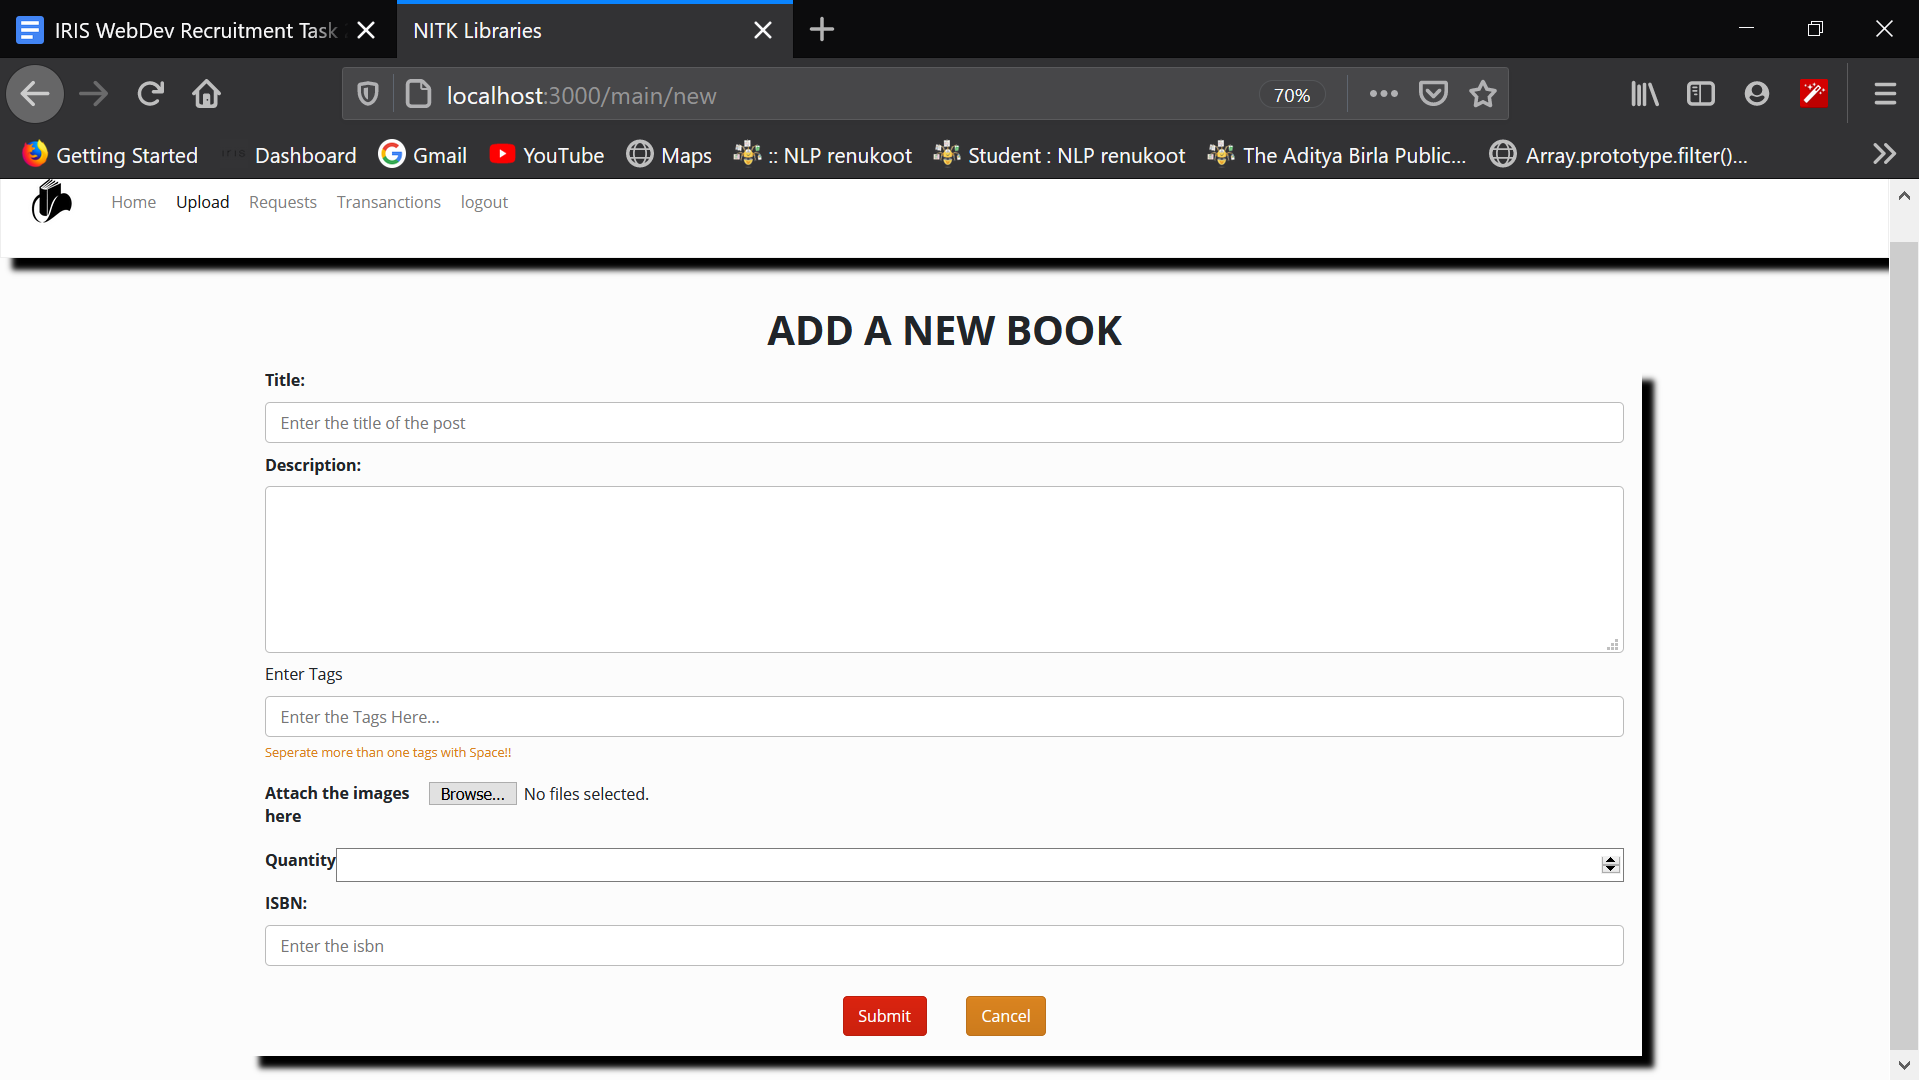 IRIS WebDev Recruitment Task
NITK Libraries
localhost:3000/main/new
70%
Getting Started
Dashboard
Gmail
YouTube
Maps
:: NLP renukoot
Student : NLP renukoot
The Aditya Birla Public...
Array.prototype.filter()...
Home
Upload
Requests
Transanctions
logout
ADD A NEW BOOK
Title:
Enter the title of the post
Description:
Enter Tags
Enter the Tags Here...
Seperate more than one tags with Space!!
Attach the images
here
Browse...
No files selected.
Quantity
ISBN:
Enter the isbn
Submit
Cancel